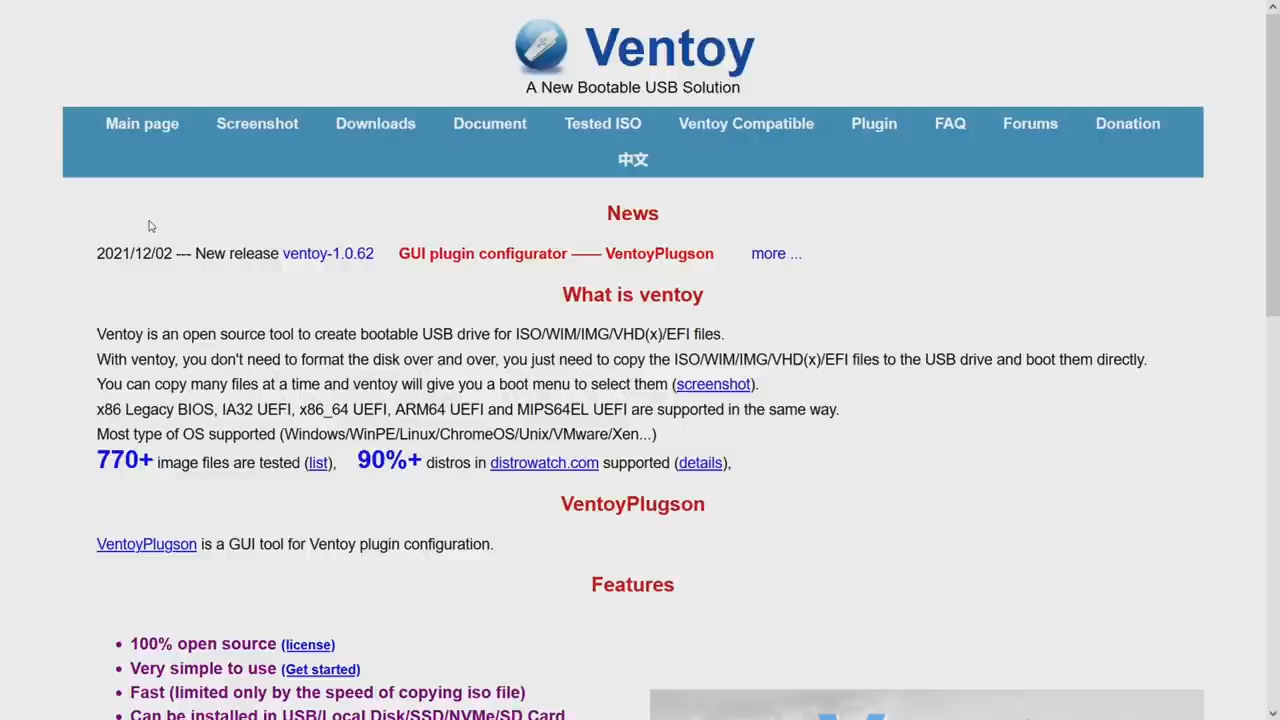 Ventoy
A New Bootable USB Solution
Main page Screenshot Downloads Document Tested ISO Ventoy Compatible Plugin FAQ Forums Donation
中文
News
2021/12/02 --- New release ventoy-1.0.62 GUI plugin configurator —— VentoyPlugson more ...
What is ventoy
Ventoy is an open source tool to create bootable USB drive for ISO/WIM/IMG/VHD(x)/EFI files.
With ventoy, you don't need to format the disk over and over, you just need to copy the ISO/WIM/IMG/VHD(x)/EFI files to the USB drive and boot them directly.
You can copy many files at a time and ventoy will give you a boot menu to select them (screenshot).
x86 Legacy BIOS, IA32 UEFI, x86_64 UEFI, ARM64 UEFI and MIPS64EL UEFI are supported in the same way.
Most type of OS supported (Windows/WinPE/Linux/ChromeOS/Unix/VMware/Xen...)
770+ image files are tested (list), 90%+ distros in distrowatch.com supported (details),
VentoyPlugson
VentoyPlugson is a GUI tool for Ventoy plugin configuration.
Features
• 100% open source (license)
• Very simple to use (Get started)
• Fast (limited only by the speed of copying iso file)
• Can be installed in USB/Local Disk/SSD/NVMe/SD Card